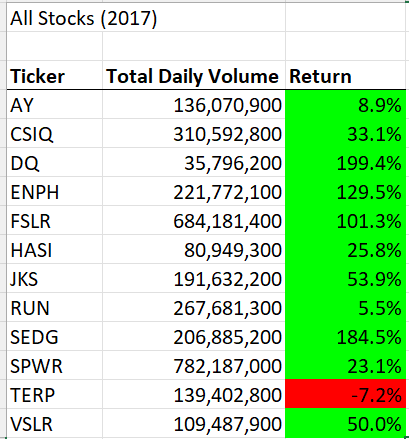 All Stocks (2017)
Ticker Total Daily Volume Return
AY 136,070,900 8.9%
CSIQ 310,592,800 33.1%
DQ 35,796,200 199.4%
ENPH 221,772,100 129.5%
FSLR 684,181,400 101.3%
HASI 80,949,300 25.8%
JKS 191,632,200 53.9%
RUN 267,681,300 5.5%
SEDG 206,885,200 184.5%
SPWR 782,187,000 23.1%
TERP 139,402,800 -7.2%
VSLR 109,487,900 50.0%